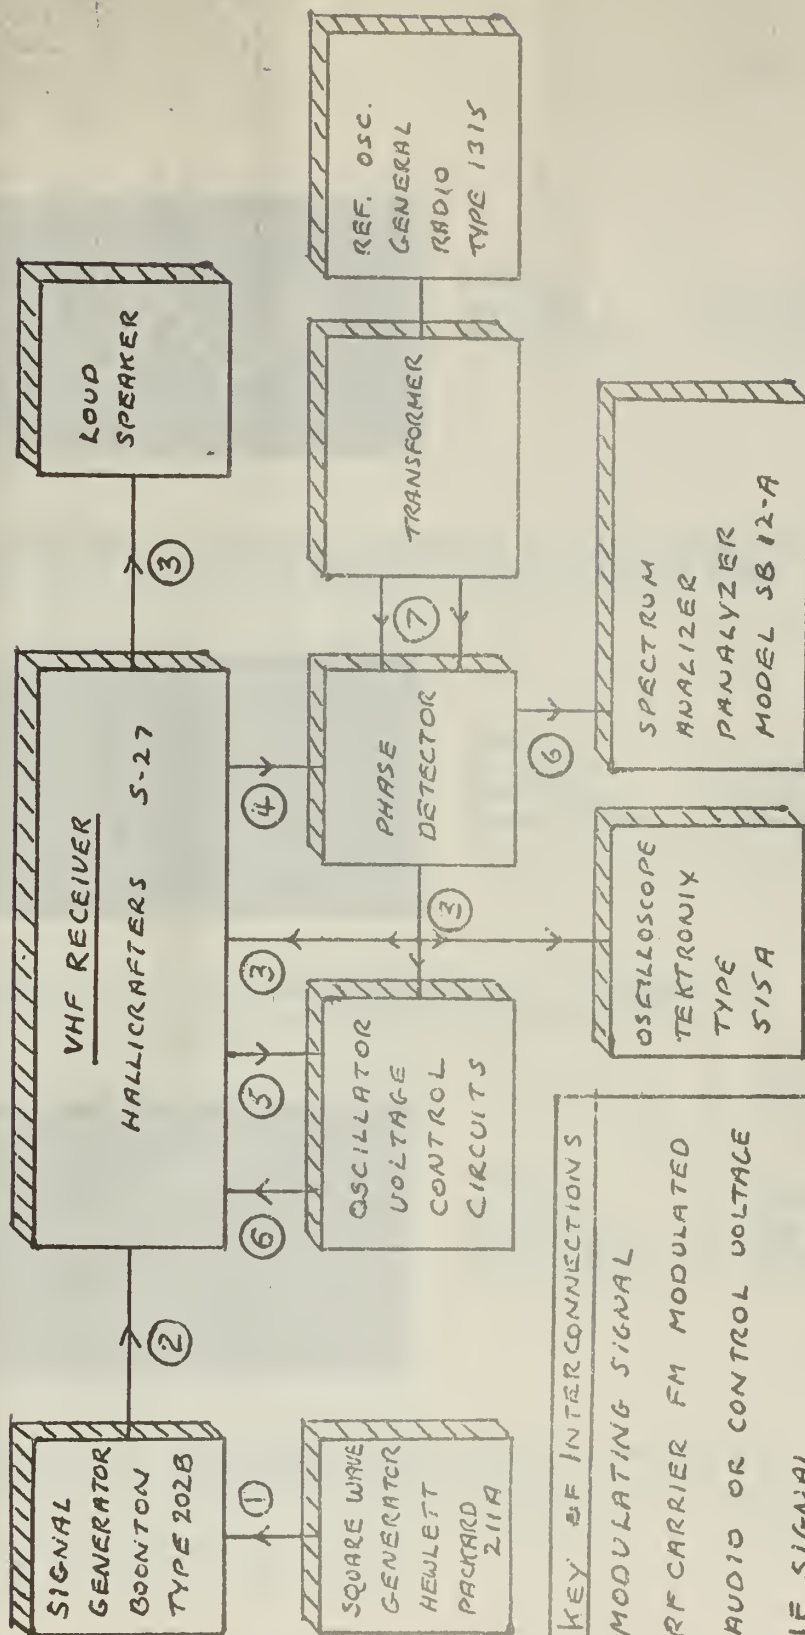 SIGNAL
GENERATOR
BOONTON
TYPE 202B
①
SQUARE WAVE
GENERATOR
HEWLETT
PACKARD
211A
②
VHF RECEIVER
HALLICRAFTERS S-27
③
LOUD
SPEAKER
⑥
⑤
③
④
OSCILLATOR
VOLTAGE
CONTROL
CIRCUITS
③
PHASE
DETECTOR
⑦
TRANSFORMER
REF. OSC.
GENERAL
RADIO
TYPE 1315
⑥
OSCILLOSCOPE
TEKTRONIX
TYPE
515A
SPECTRUM
ANALIZER
PANALYZER
MODEL SB 12-A
KEY OF INTERCONNECTIONS
MODULATING SIGNAL
RF CARRIER FM MODULATED
AUDIO OR CONTROL VOLTAGE
IF SIGNAL